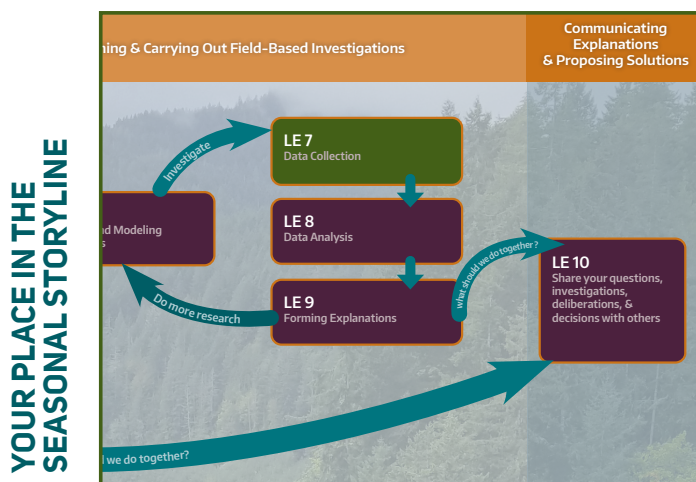 YOUR PLACE IN THE
SEASONAL STORYLINE
& Carrying Out Field-Based Investigations
Communicating
Explanations
& Proposing Solutions
Investigate
LE 7
Data Collection
Modeling
LE 8
Data Analysis
Do more research
LE 9
Forming Explanations
What should we do together?
LE 10
Share your questions,
investigations,
deliberations, &
decisions with others
we do together?